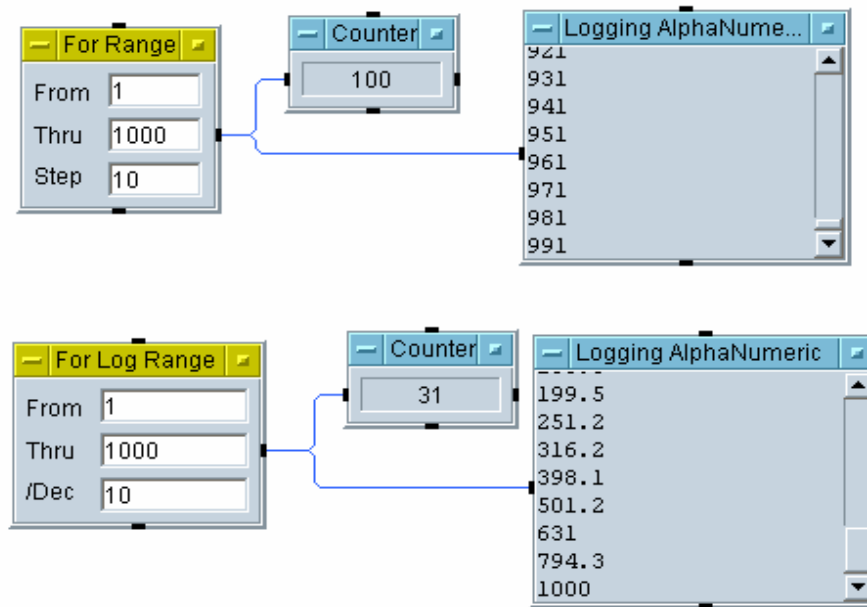 For Range
From 1
Thru 1000
Step 10
Counter
100
Logging AlphaNume...
921
931
941
951
961
971
981
991
For Log Range
From 1
Thru 1000
/Dec 10
Counter
31
Logging AlphaNumeric
199.5
251.2
316.2
398.1
501.2
631
794.3
1000